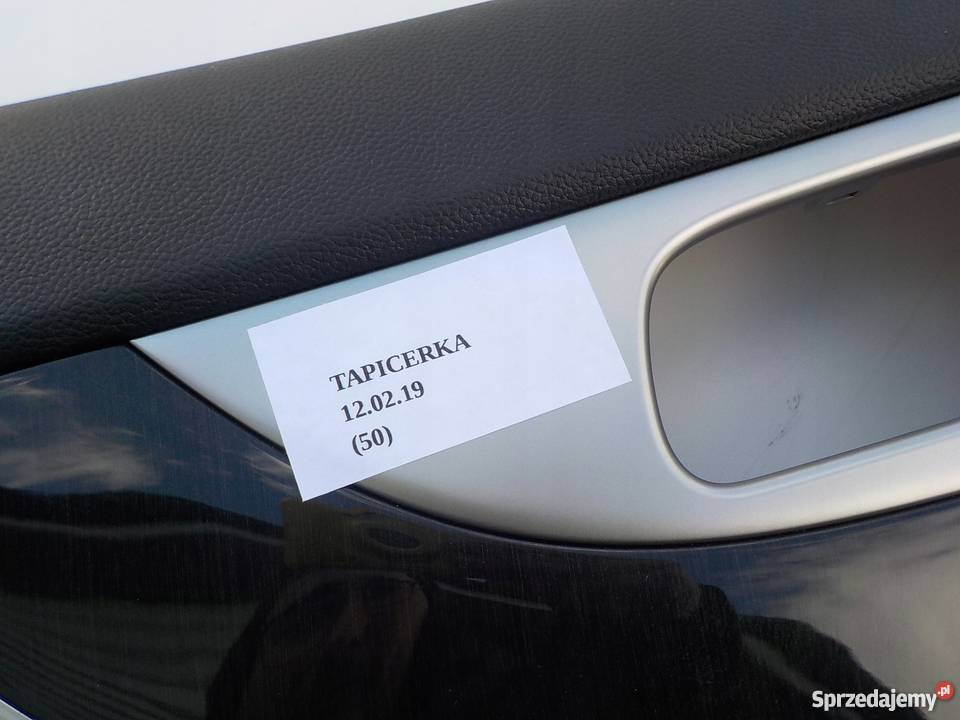 TAPICERKA
12.02.19
(50)
Sprzedajemy.pl